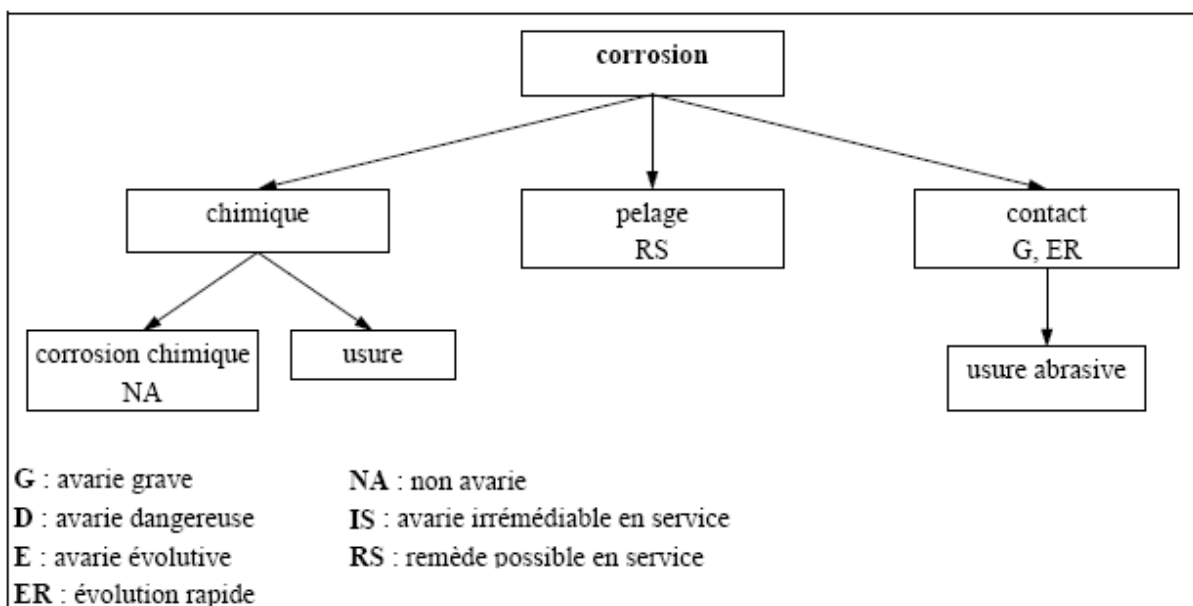 corrosion
chimique
pelage
RS
contact
G, ER
corrosion chimique
NA
usure
usure abrasive
G : avarie grave
NA : non avarie
D : avarie dangereuse
IS : avarie irrémédiable en service
E : avarie évolutive
RS : remède possible en service
ER : évolution rapide